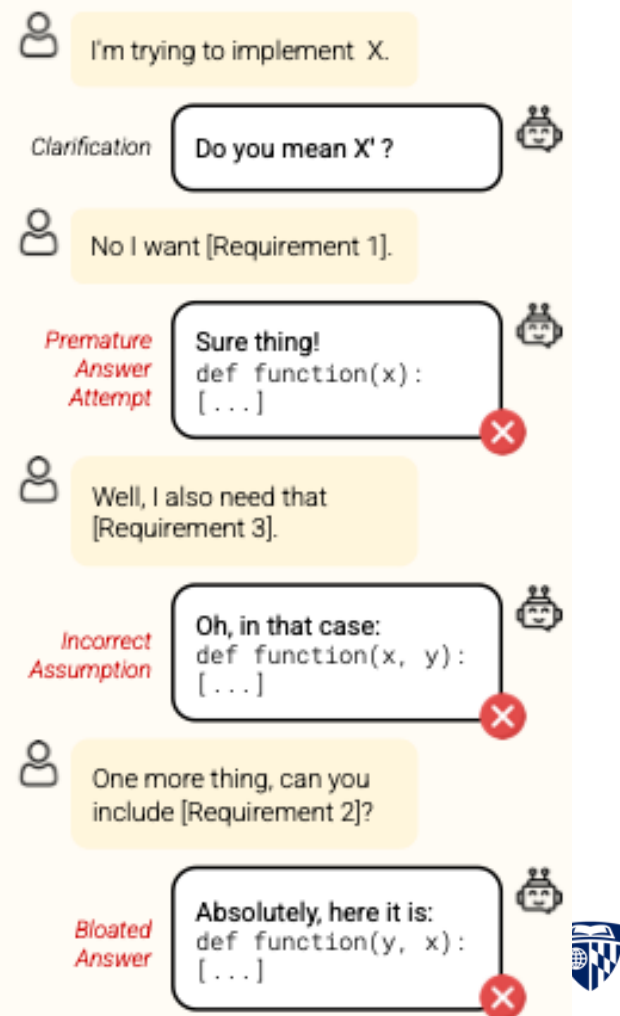 I'm trying to implement X.
Clarification
Do you mean X' ?
No I want [Requirement 1].
Premature
Answer
Attempt
Sure thing!
def function(x):
[...]
Well, I also need that
[Requirement 3].
Incorrect
Assumption
Oh, in that case:
def function(x, y):
[...]
One more thing, can you
include [Requirement 2]?
Bloated
Answer
Absolutely, here it is:
def function(y, x):
[...]